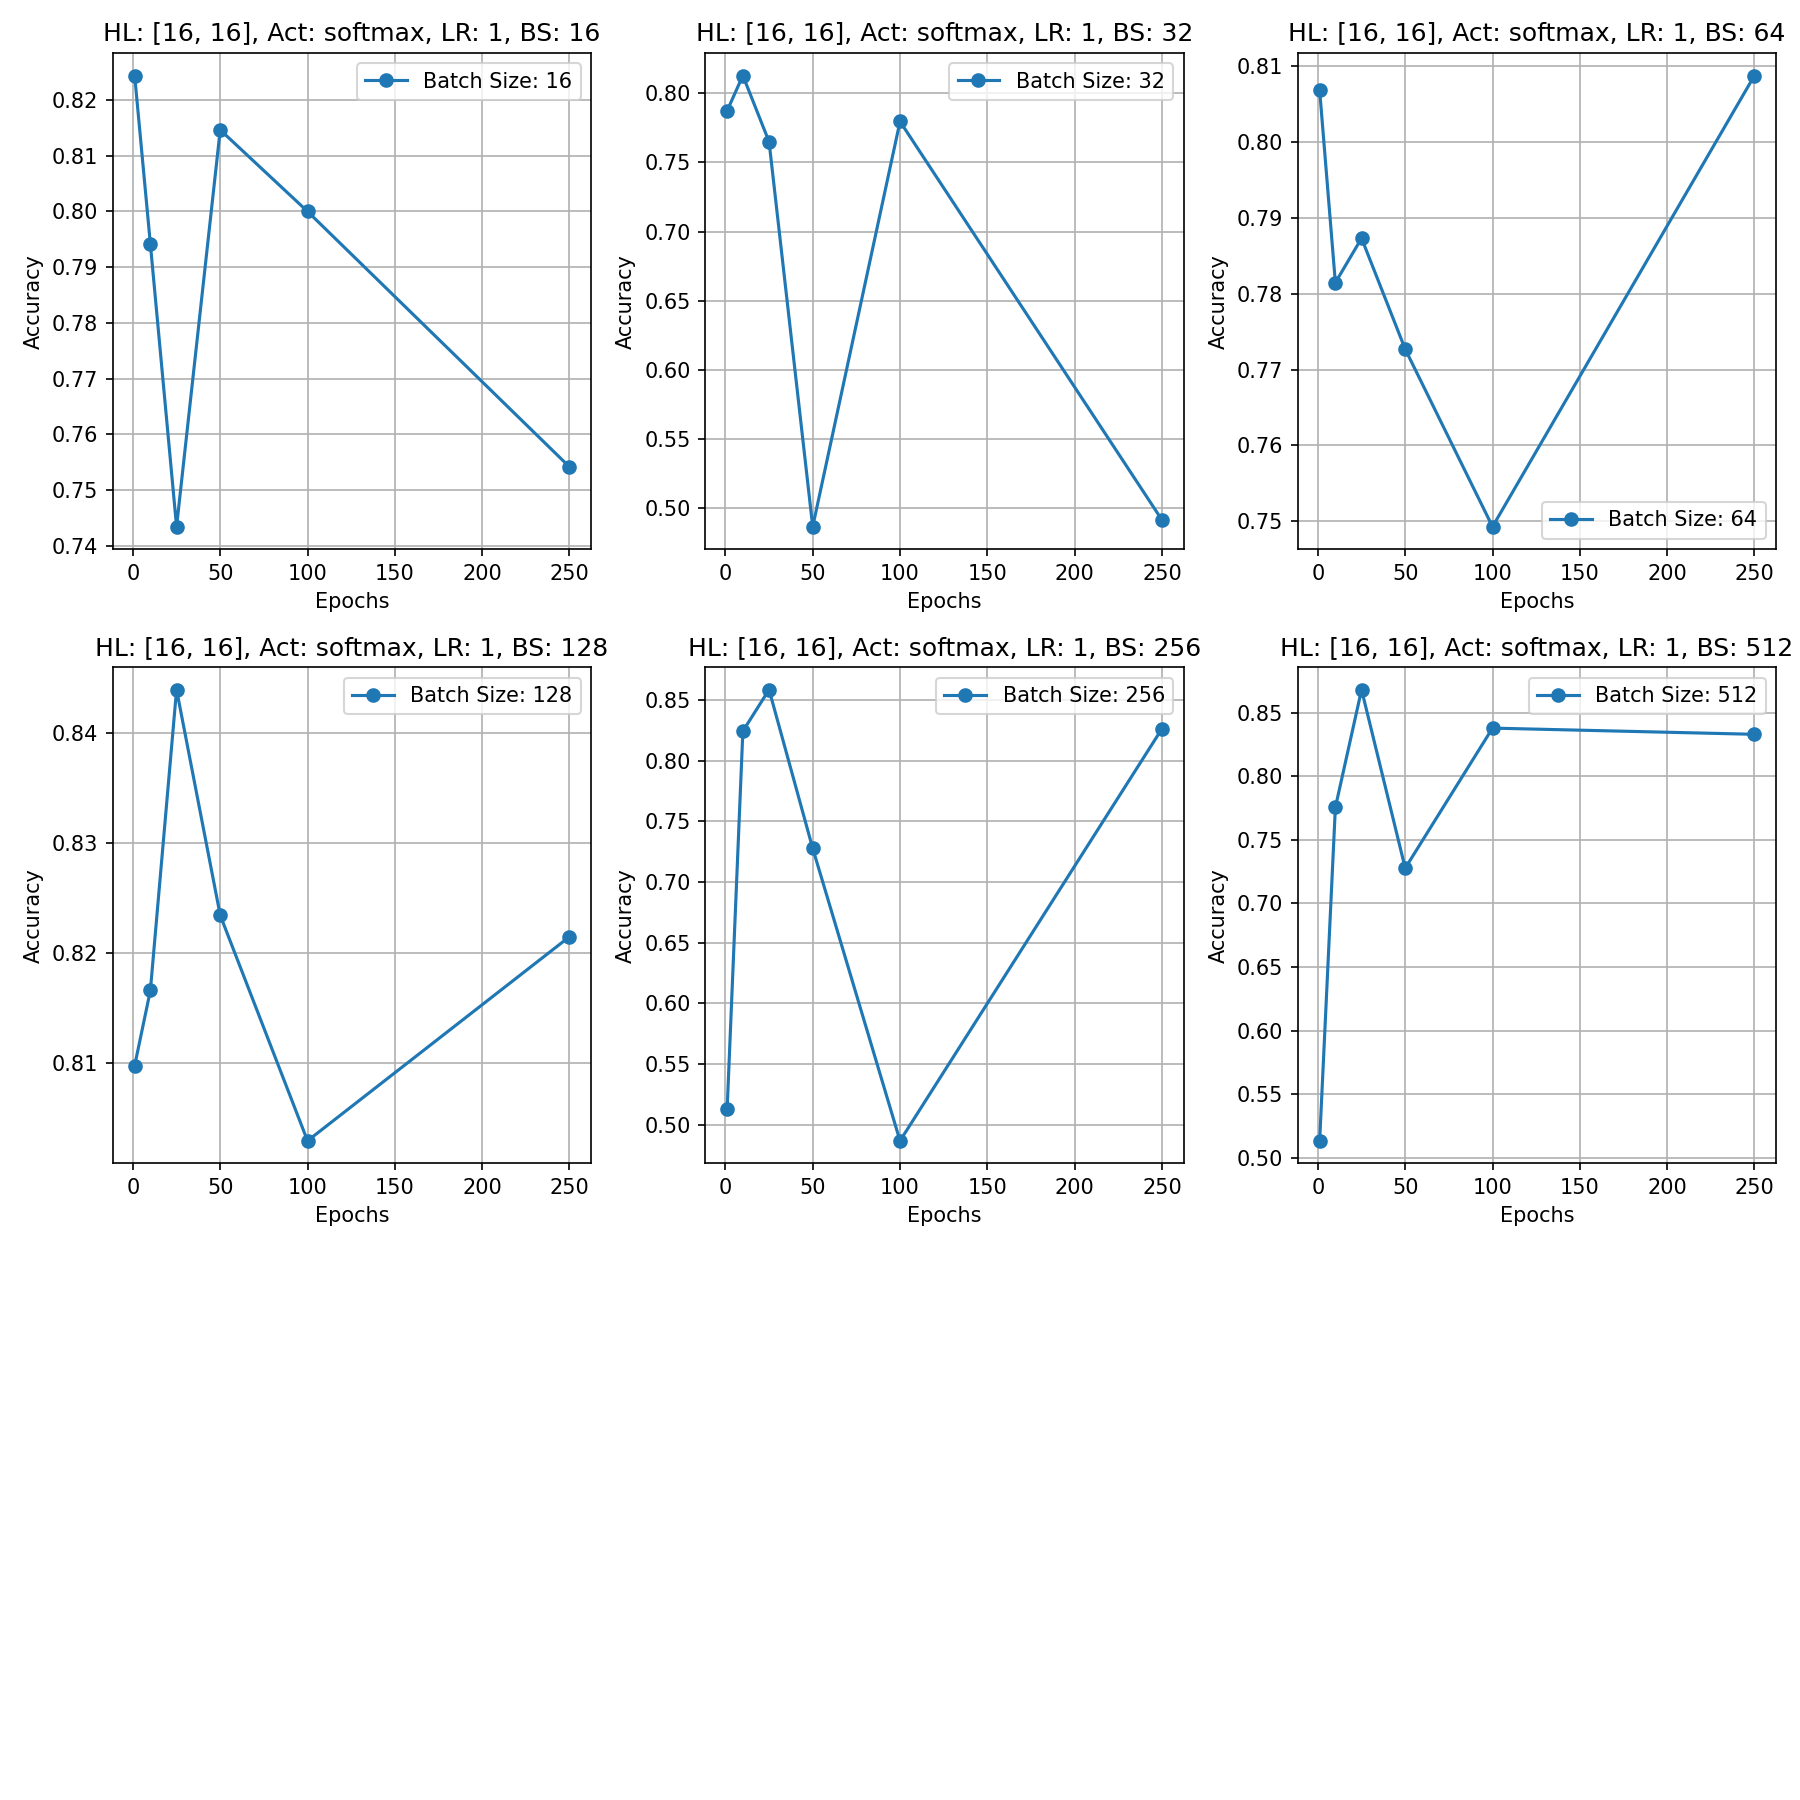 HL: [16, 16], Act: softmax, LR: 1, BS: 16
Batch Size: 16
Accuracy
0.82
0.81
0.80
0.79
0.78
0.77
0.76
0.75
0.74
0 50 100 150 200 250
Epochs
HL: [16, 16], Act: softmax, LR: 1, BS: 32
Batch Size: 32
Accuracy
0.80
0.75
0.70
0.65
0.60
0.55
0.50
0 50 100 150 200 250
Epochs
HL: [16, 16], Act: softmax, LR: 1, BS: 64
Batch Size: 64
Accuracy
0.81
0.80
0.79
0.78
0.77
0.76
0.75
0 50 100 150 200 250
Epochs
HL: [16, 16], Act: softmax, LR: 1, BS: 128
Batch Size: 128
Accuracy
0.84
0.83
0.82
0.81
0 50 100 150 200 250
Epochs
HL: [16, 16], Act: softmax, LR: 1, BS: 256
Batch Size: 256
Accuracy
0.85
0.80
0.75
0.70
0.65
0.60
0.55
0.50
0 50 100 150 200 250
Epochs
HL: [16, 16], Act: softmax, LR: 1, BS: 512
Batch Size: 512
Accuracy
0.85
0.80
0.75
0.70
0.65
0.60
0.55
0.50
0 50 100 150 200 250
Epochs